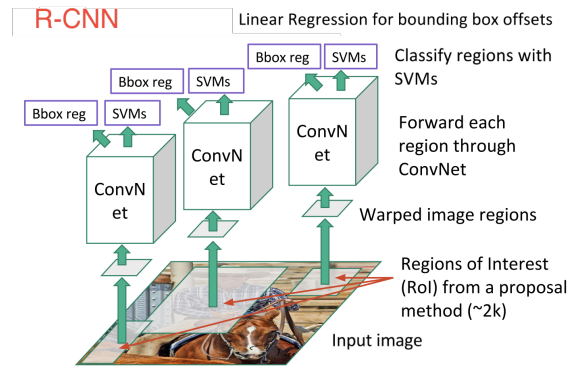 R-CNN
Linear Regression for bounding box offsets
Bbox reg
SVMs
Classify regions with
SVMs
Bbox reg
SVMs
Bbox reg
SVMs
ConvN
et
ConvN
et
ConvN
et
Forward each
region through
ConvNet
Warped image regions
Regions of Interest
(RoI) from a proposal
method (~2k)
Input image